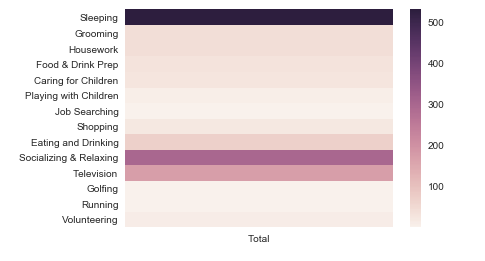 Sleeping
Grooming
Housework
Food & Drink Prep
Caring for Children
Playing with Children
Job Searching
Shopping
Eating and Drinking
Socializing & Relaxing
Television
Golfing
Running
Volunteering
Total
500
400
300
200
100